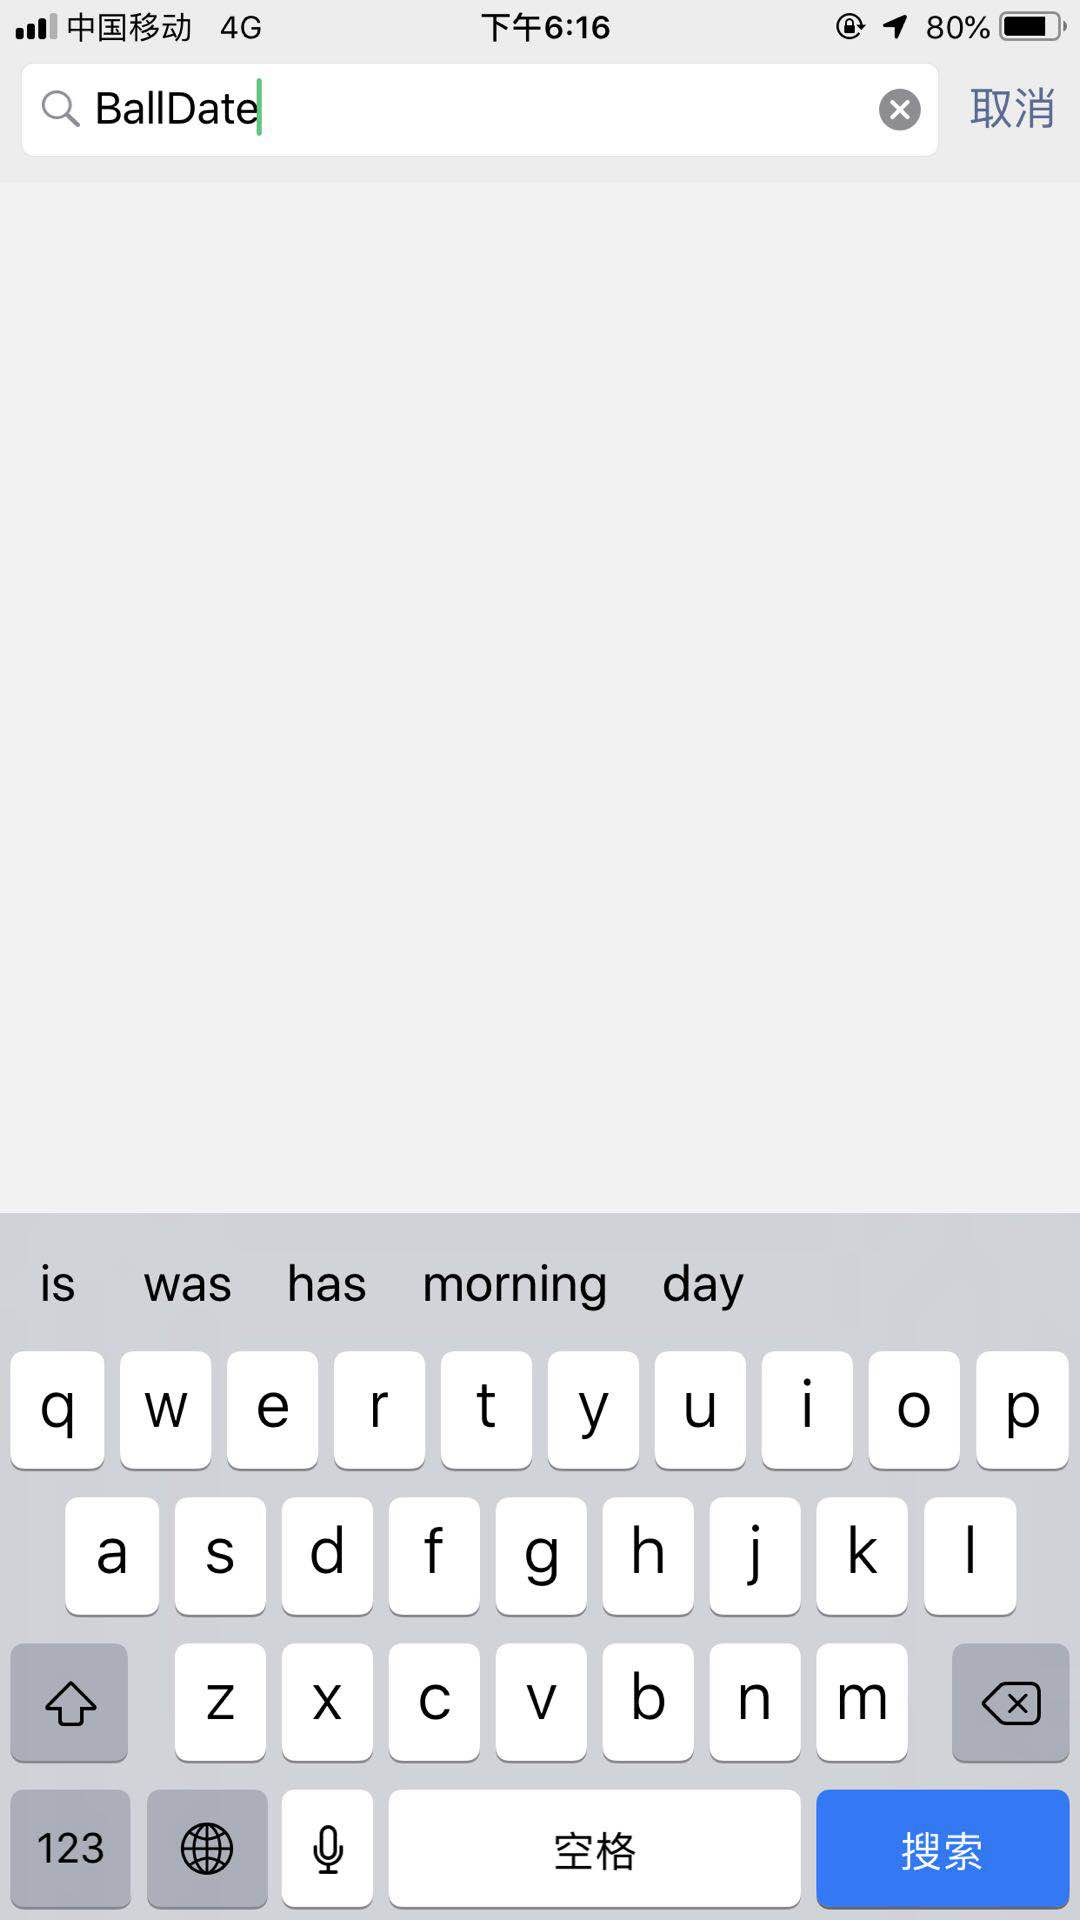 中国移动 4G 下午6:16 80%
BallDate 取消
is was has morning day
q w e r t y u i o p
a s d f g h j k l
z x c v b n m
123 空格 搜索